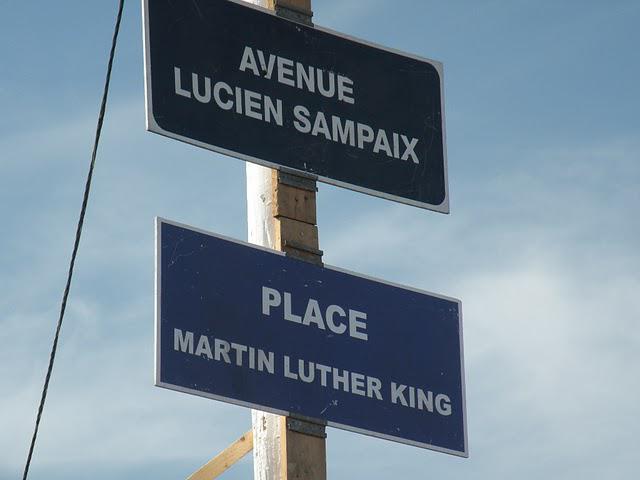 AVENUE
LUCIEN SAMPAIX
PLACE
MARTIN LUTHER KING